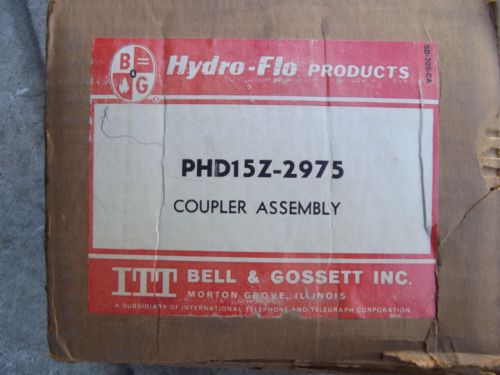 B &
& G
Hydro-Flo PRODUCTS
SD-705-CA
PHD15Z-2975
COUPLER ASSEMBLY
ITT BELL & GOSSETT INC.
MORTON GROVE, ILLINOIS
A SUBSIDIARY OF INTERNATIONAL TELEPHONE AND TELEGRAPH CORPORATION